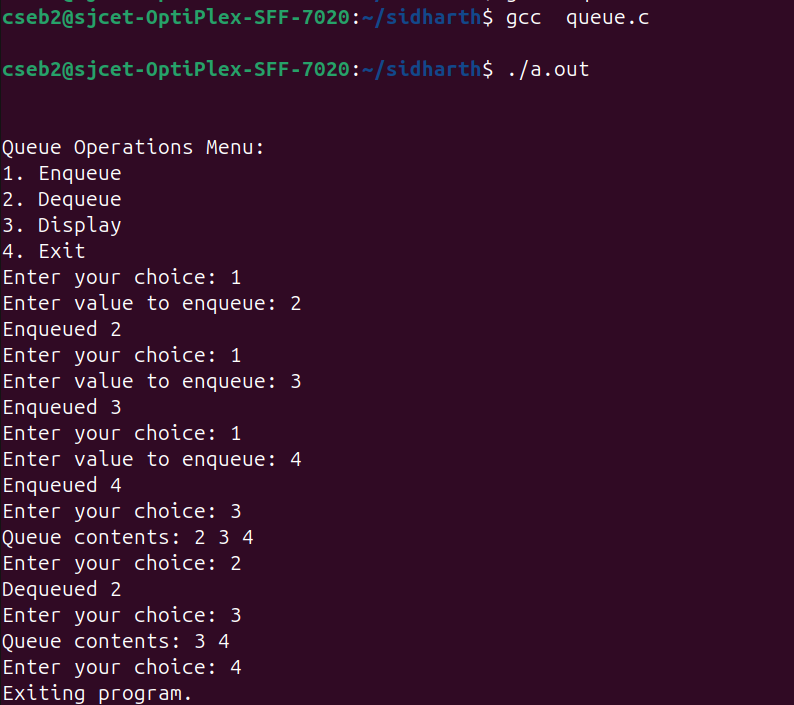 cseb2@sjcet-OptiPlex-SFF-7020:~/sidharth$ gcc  queue.c
cseb2@sjcet-OptiPlex-SFF-7020:~/sidharth$ ./a.out
Queue Operations Menu:
1. Enqueue
2. Dequeue
3. Display
4. Exit
Enter your choice: 1
Enter value to enqueue: 2
Enqueued 2
Enter your choice: 1
Enter value to enqueue: 3
Enqueued 3
Enter your choice: 1
Enter value to enqueue: 4
Enqueued 4
Enter your choice: 3
Queue contents: 2 3 4
Enter your choice: 2
Dequeued 2
Enter your choice: 3
Queue contents: 3 4
Enter your choice: 4
Exiting program.